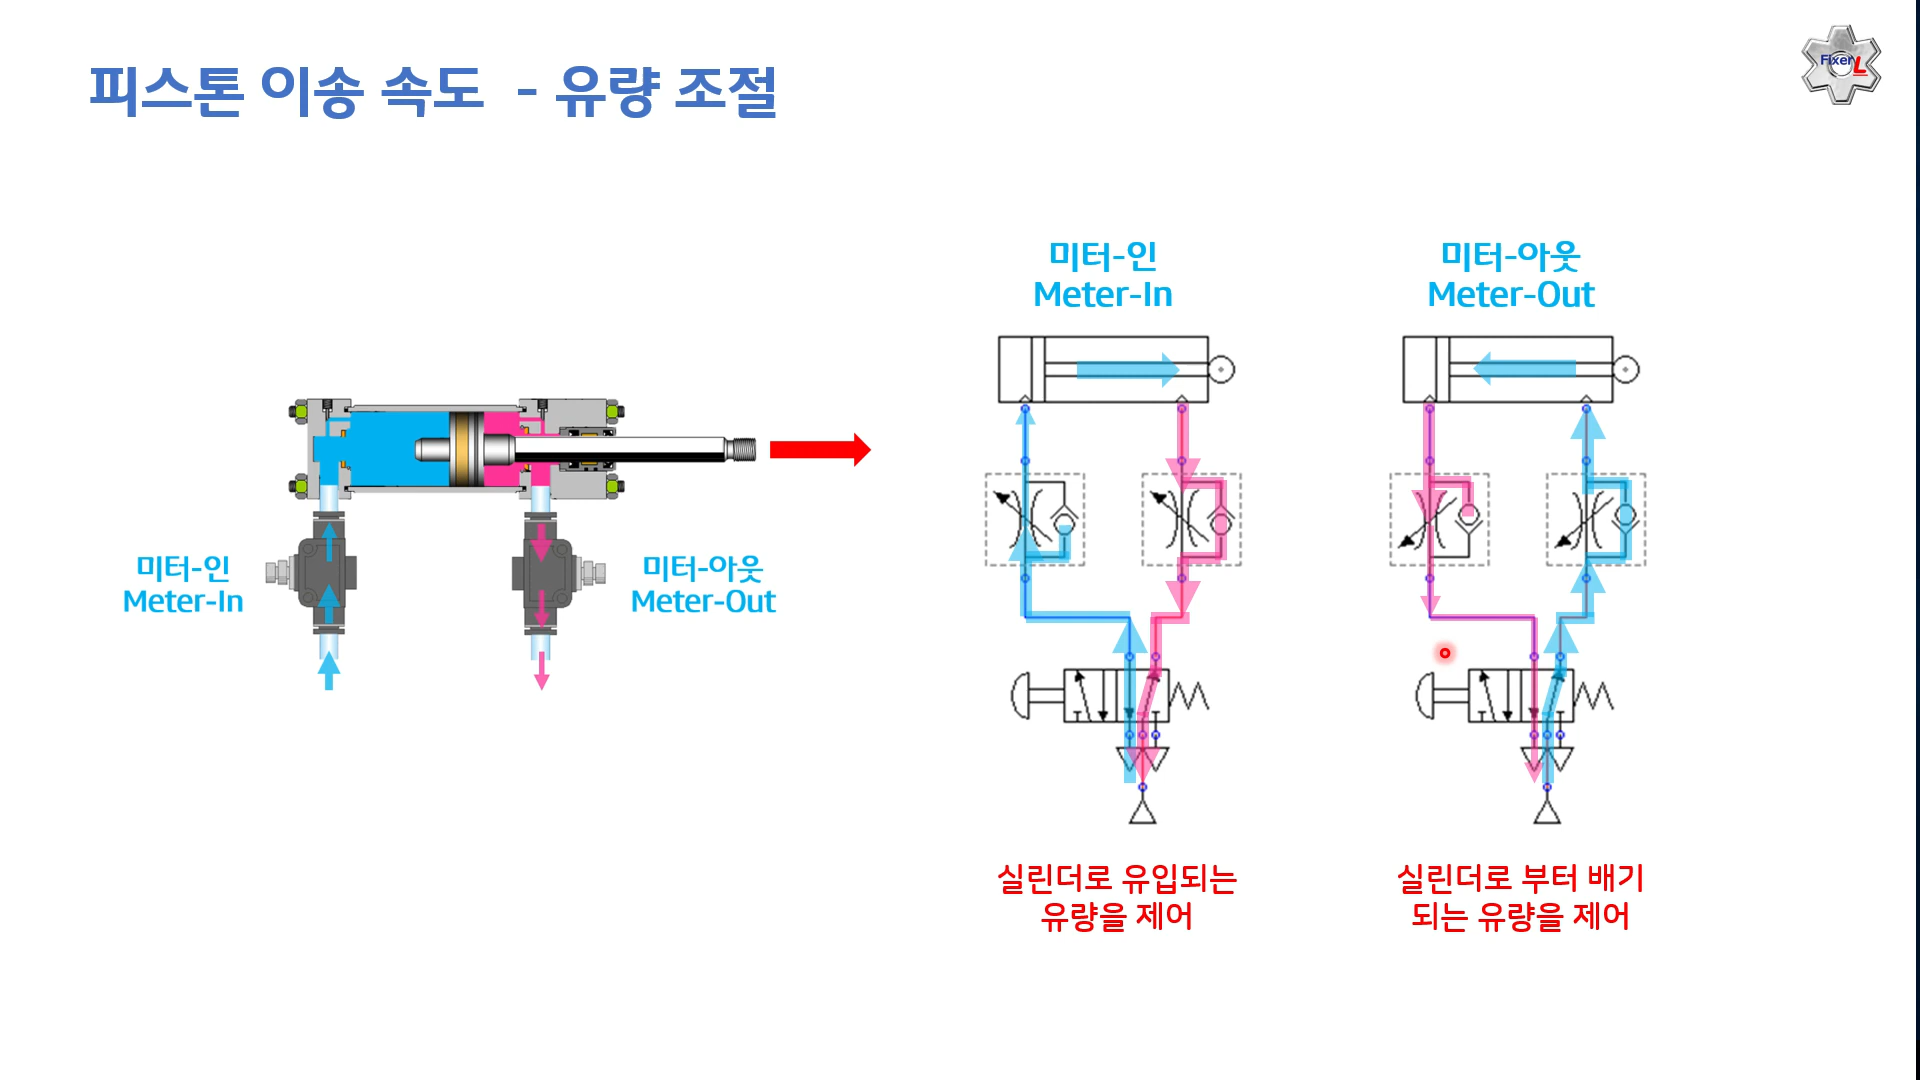 피스톤 이송 속도 - 유량 조절
Fixer L
미터-인
Meter-In
미터-아웃
Meter-Out
미터-인
Meter-In
미터-아웃
Meter-Out
실린더로 유입되는
유량을 제어
실린더로 부터 배기
되는 유량을 제어